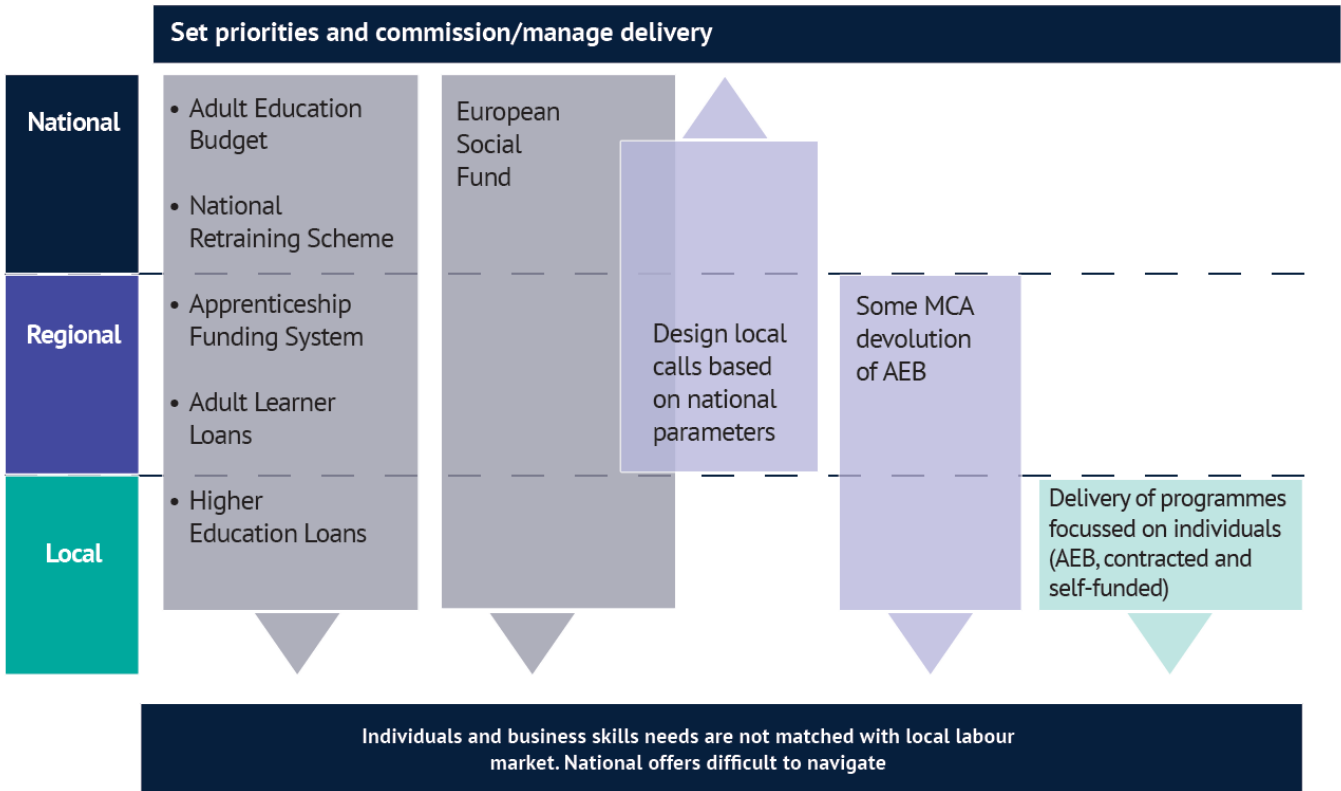 Set priorities and commission/manage delivery
National
• Adult Education
Budget
• National
Retraining Scheme
European
Social
Fund
Regional
• Apprenticeship
Funding System
• Adult Learner
Loans
Design local
calls based
on national
parameters
Some MCA
devolution
of AEB
Local
• Higher
Education Loans
Delivery of programmes
focussed on individuals
(AEB, contracted and
self-funded)
Individuals and business skills needs are not matched with local labour
market. National offers difficult to navigate